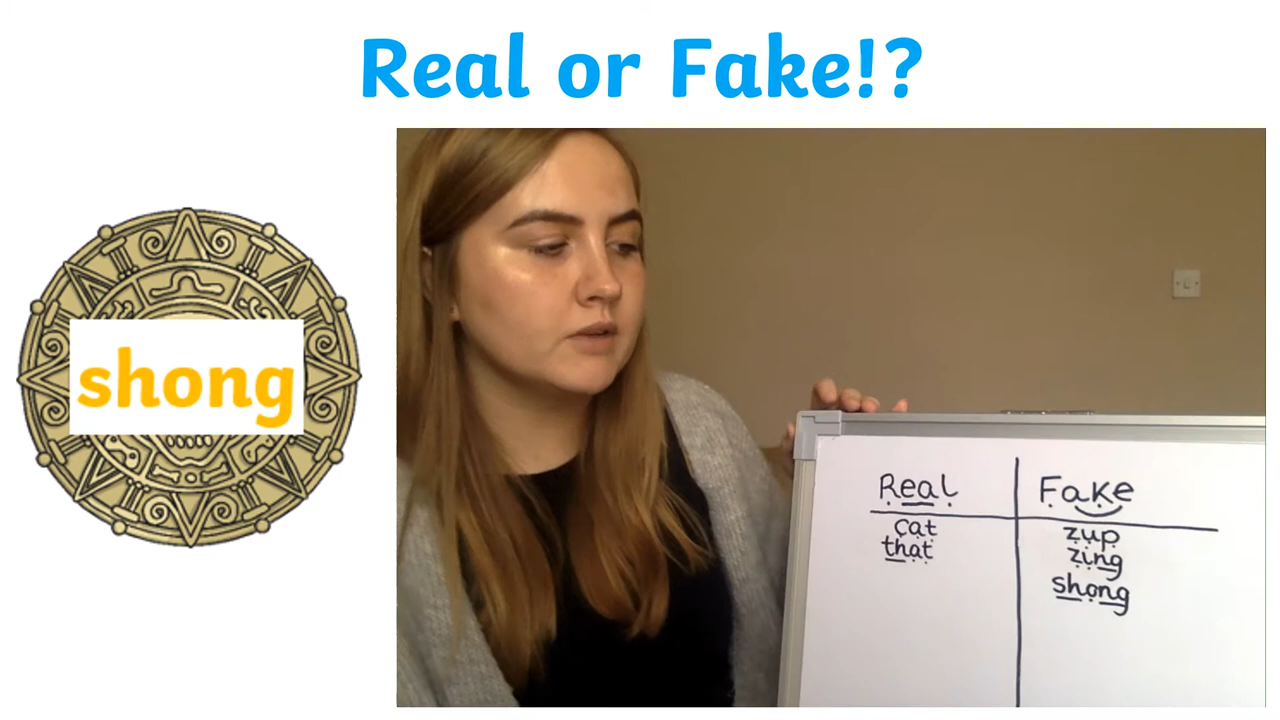 Real or Fake!?
shong
Real
Fake
cat
that
zup
zing
shong